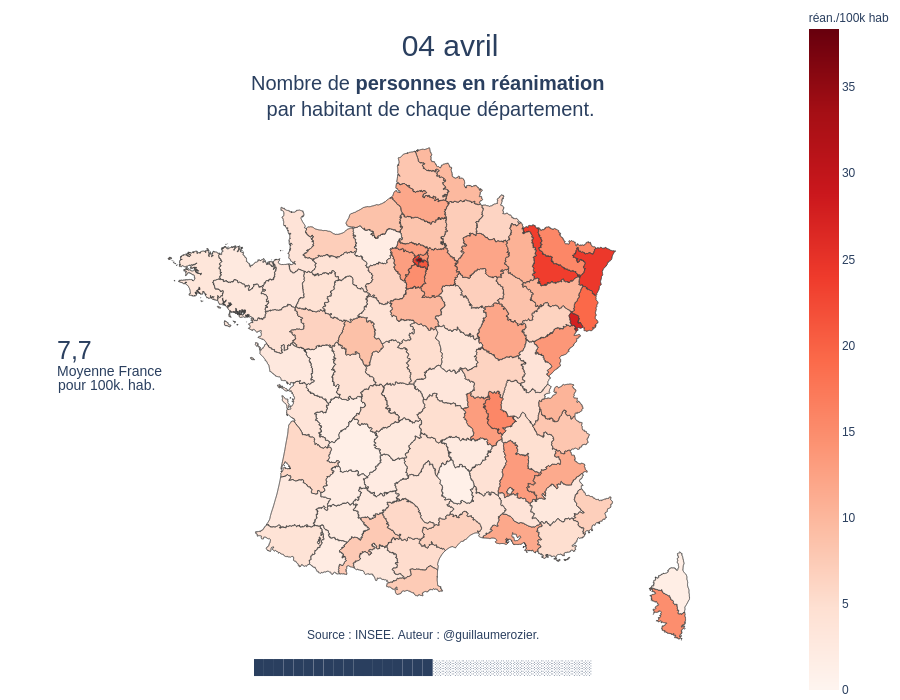 réan./100k hab
04 avril
Nombre de personnes en réanimation
par habitant de chaque département.
35
30
25
20
15
10
5
0
7,7
Moyenne France
pour 100k. hab.
Source : INSEE. Auteur : @guillaumerozier.